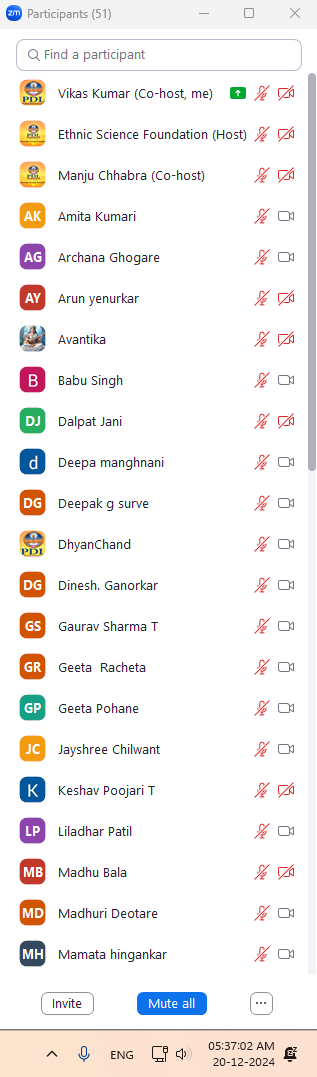 zm Participants (51)
Find a participant
PDI Vikas Kumar (Co-host, me)
Ethnic Science Foundation (Host)
Manju Chhabra (Co-host)
AK Amita Kumari
AG Archana Ghogare
AY Arun yenurkar
Avantika
B Babu Singh
DJ Dalpat Jani
d Deepa manghnani
DG Deepak g surve
PDI DhyanChand
DG Dinesh. Ganorkar
GS Gaurav Sharma T
GR Geeta Racheta
GP Geeta Pohane
JC Jayshree Chilwant
K Keshav Poojari T
LP Liladhar Patil
MB Madhu Bala
MD Madhuri Deotare
MH Mamata hingankar
Invite Mute all ...
05:37:02 AM
ENG
20-12-2024